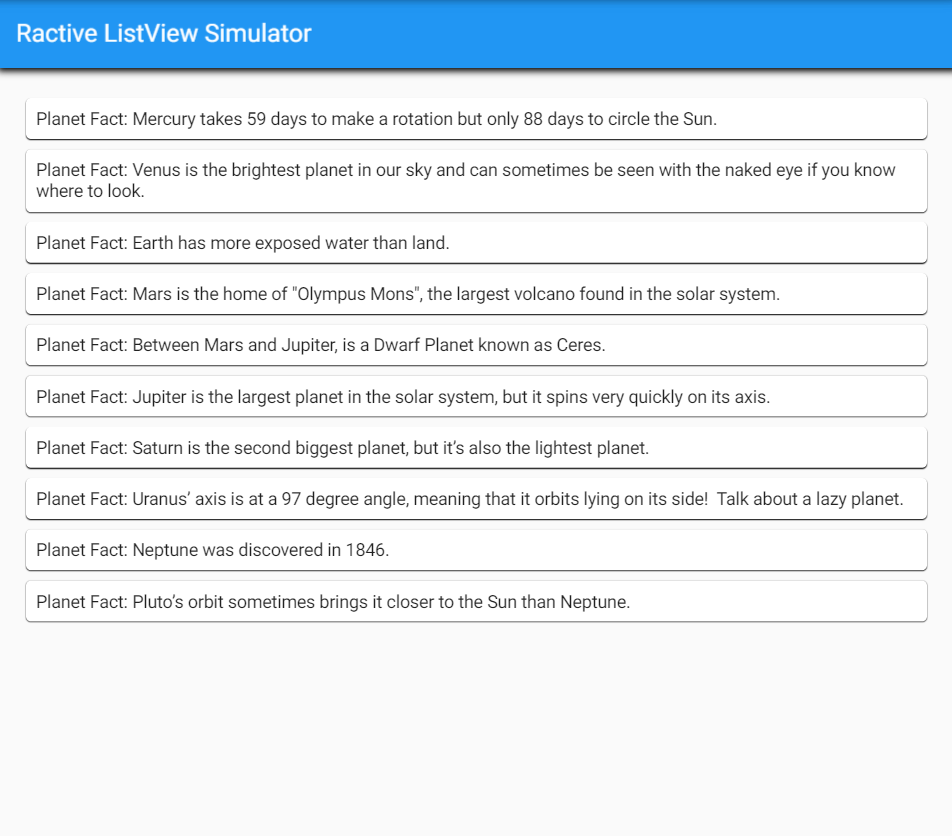 Ractive ListView Simulator
Planet Fact: Mercury takes 59 days to make a rotation but only 88 days to circle the Sun.
Planet Fact: Venus is the brightest planet in our sky and can sometimes be seen with the naked eye if you know
where to look.
Planet Fact: Earth has more exposed water than land.
Planet Fact: Mars is the home of "Olympus Mons", the largest volcano found in the solar system.
Planet Fact: Between Mars and Jupiter, is a Dwarf Planet known as Ceres.
Planet Fact: Jupiter is the largest planet in the solar system, but it spins very quickly on its axis.
Planet Fact: Saturn is the second biggest planet, but it’s also the lightest planet.
Planet Fact: Uranus’ axis is at a 97 degree angle, meaning that it orbits lying on its side!  Talk about a lazy planet.
Planet Fact: Neptune was discovered in 1846.
Planet Fact: Pluto’s orbit sometimes brings it closer to the Sun than Neptune.